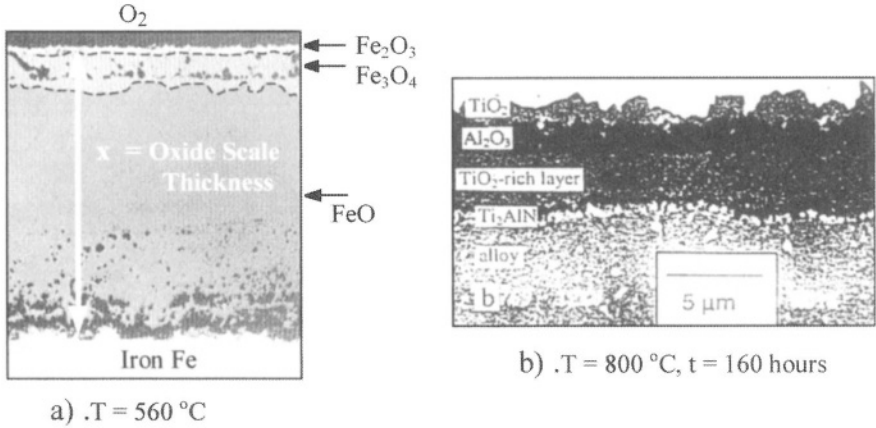 O₂
Fe₂O₃
Fe₃O₄
x = Oxide Scale
Thickness
FeO
Iron Fe
a) .T = 560 °C
TiO₂
Al₂O₃
TiO₂-rich layer
Ti₂AlN
alloy
b
5 μm
b) .T = 800 °C, t = 160 hours